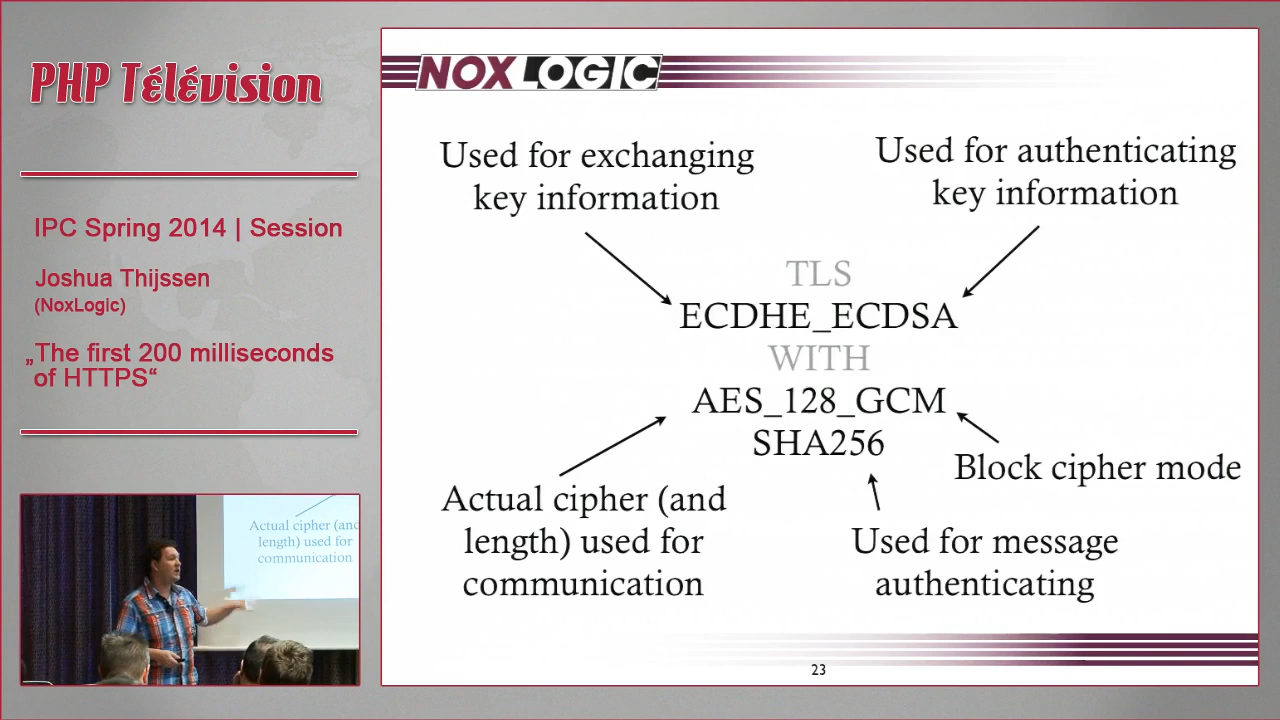 PHP Télévision
IPC Spring 2014 | Session
Joshua Thijssen
(NoxLogic)
„The first 200 milliseconds
of HTTPS“
NOXLOGIC
Used for exchanging
key information
Used for authenticating
key information
TLS
ECDHE_ECDSA
WITH
AES_128_GCM
SHA256
Block cipher mode
Actual cipher (and
length) used for
communication
Used for message
authenticating
23
Actual cipher (and
length) used for
communication